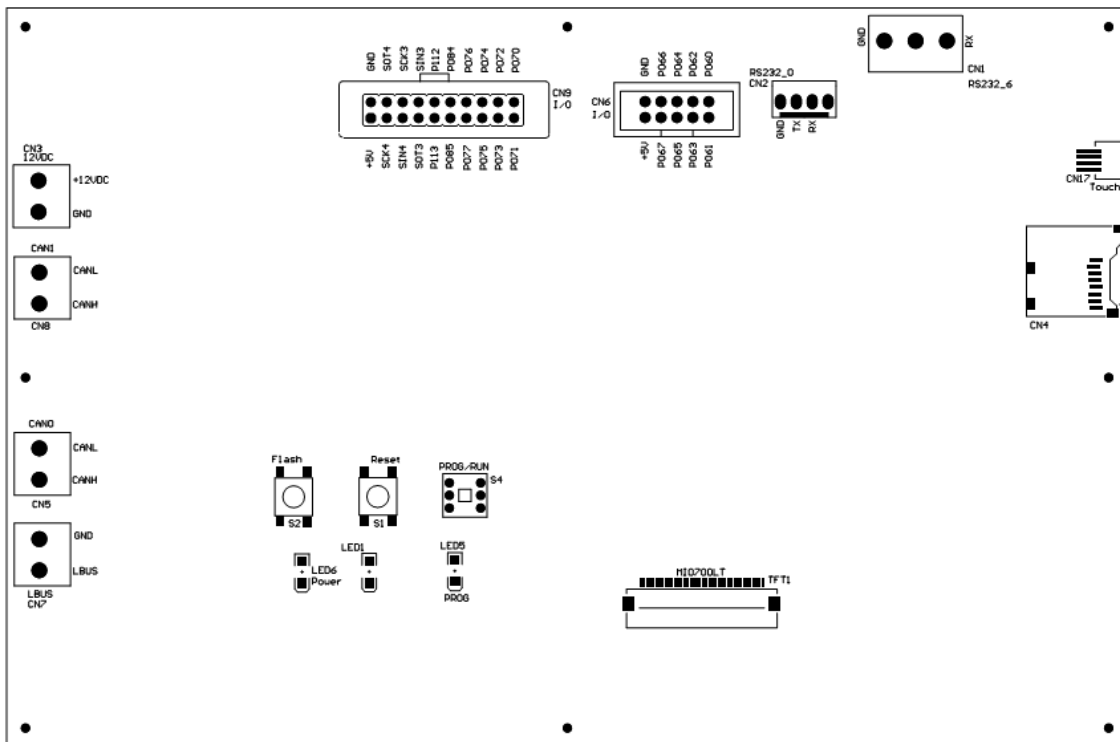 GND SOT4 SCK3 SIN3 P112 P084 P076 P074 P072 P070
CN9
I/O
+5V SCK4 SIN4 SOT3 P113 P085 P077 P075 P073 P071
GND P066 P064 P062 P060
CN6
I/O
+5V P067 P065 P063 P061
RS232_0
CN2
GND TX RX
GND RX
CN1
RS232_6
CN3
12VDC
+12VDC
GND
CN17
Touch
CAN1
CANL
CANH
CN8
CN4
CAN0
CANL
CANH
CN5
Flash
S2
Reset
S1
PROG/RUN
S4
GND
LBUS
LBUS
CN7
LED6
Power
LED1
LED5
PROG
MI0700LT
TFT1